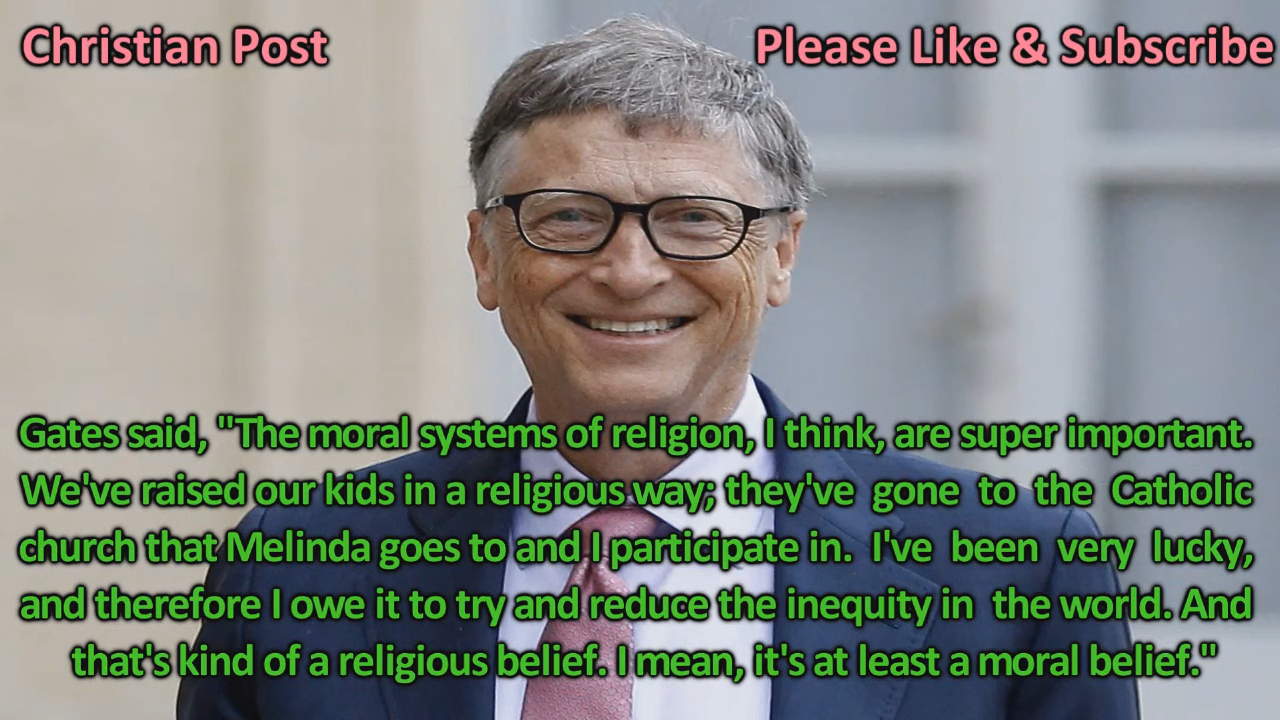 Christian Post
Please Like & Subscribe
Gates said, "The moral systems of religion, I think, are super important.
We've raised our kids in a religious way; they've gone to the Catholic
church that Melinda goes to and I participate in. I've been very lucky,
and therefore I owe it to try and reduce the inequity in the world. And
that's kind of a religious belief. I mean, it's at least a moral belief."